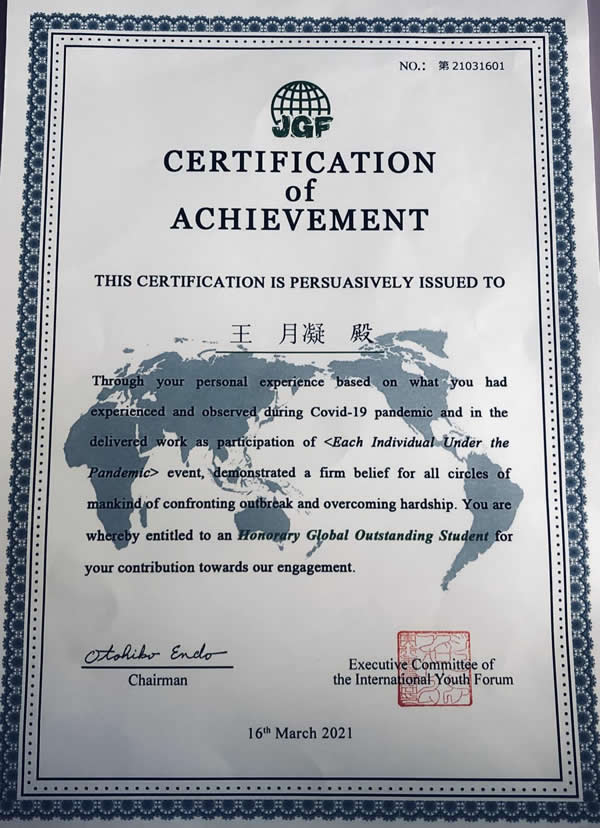 NO.: 第 21031601
JGF
CERTIFICATION
of
ACHIEVEMENT
THIS CERTIFICATION IS PERSUASIVELY ISSUED TO
王 月凝 殿
Through your personal experience based on what you had
experienced and observed during Covid-19 pandemic and in the
delivered work as participation of <Each Individual Under the
Pandemic> event, demonstrated a firm belief for all circles of
mankind of confronting outbreak and overcoming hardship. You are
whereby entitled to an Honorary Global Outstanding Student for
your contribution towards our engagement.
Otohiko Endo
Chairman
Executive Committee of
the International Youth Forum
16th March 2021